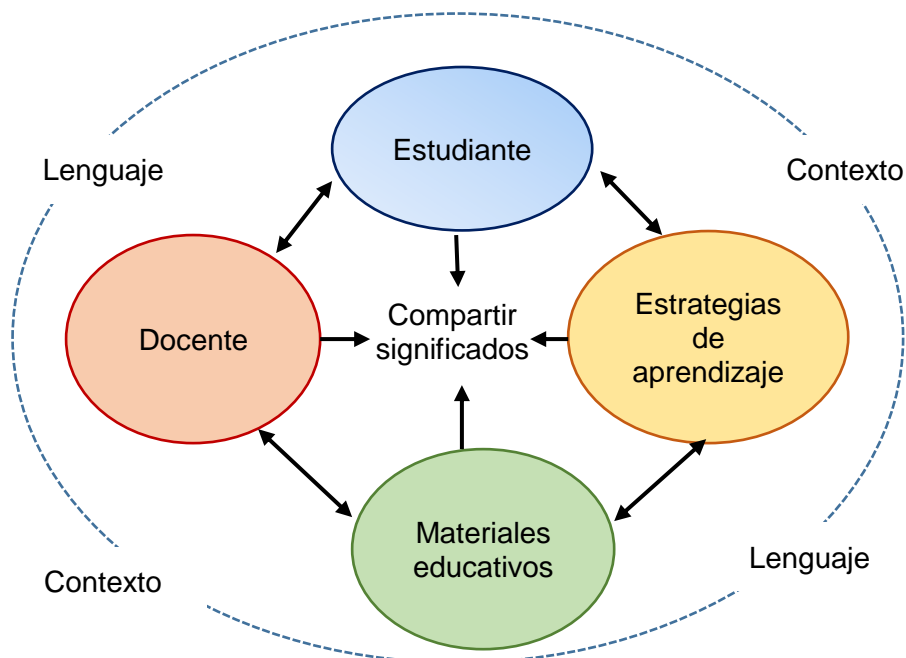 Estudiante
Lenguaje
Contexto
Docente
Compartir
significados
Estrategias
de
aprendizaje
Materiales
educativos
Contexto
Lenguaje